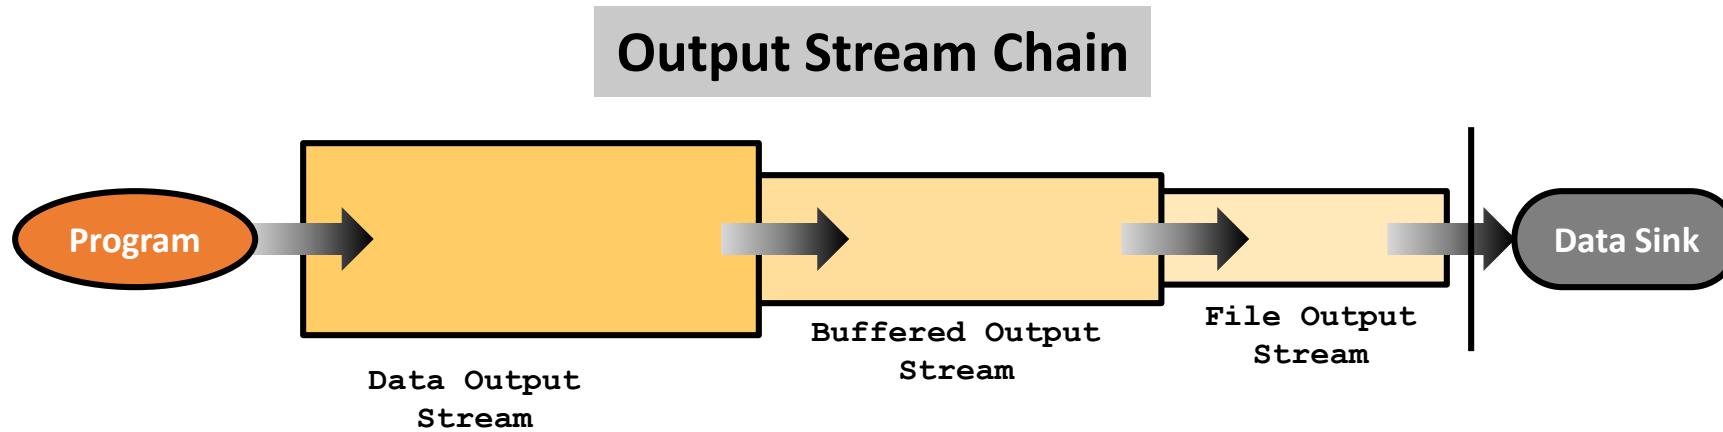 Output Stream Chain
Program
Data Sink
Data Output
Stream
Buffered Output
Stream
File Output
Stream